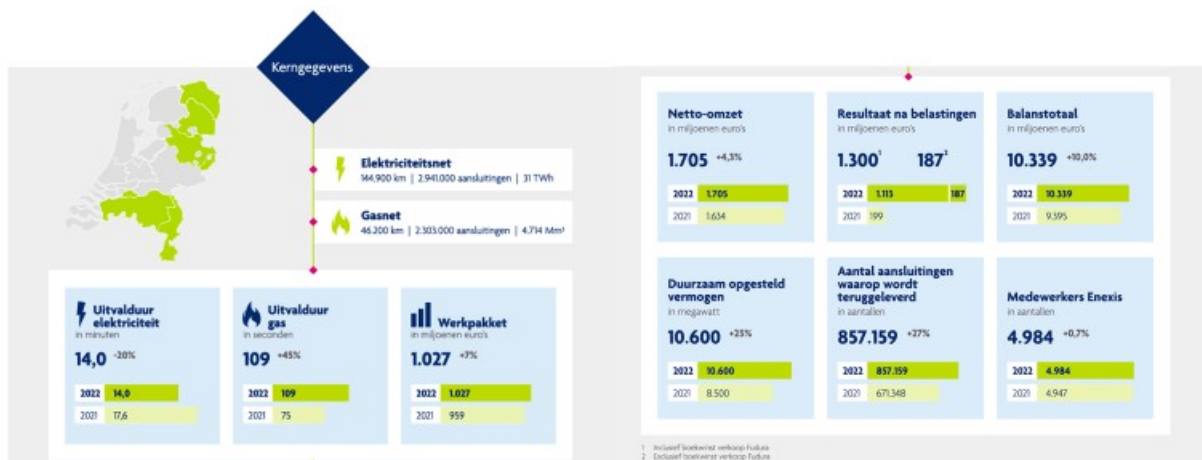 Kerngegevens
Elektriciteitsnet
144.900 km | 2.941.000 aansluitingen | 31 TWh
Gasnet
46.200 km | 2.303.000 aansluitingen | 4.714 Mm³
Uitvalduur
elektriciteit
in minuten
14,0 -20%
2022 14,0
2021 17,6
Uitvalduur
gas
in seconden
109 +45%
2022 109
2021 75
Werkpakket
in miljoenen euro's
1.027 +7%
2022 1.027
2021 959
Netto-omzet
in miljoenen euro's
1.705 +4,3%
2022 1.705
2021 1.634
Resultaat na belastingen
in miljoenen euro's
1.300¹ 187²
2022 1.113 187
2021 199
Balanstotaal
in miljoenen euro's
10.339 +10,0%
2022 10.339
2021 9.395
Duurzaam opgesteld
vermogen
in megawatt
10.600 +25%
2022 10.600
2021 8.500
Aantal aansluitingen
waarop wordt
teruggeleverd
in aantallen
857.159 +27%
2022 857.159
2021 671.348
Medewerkers Enexis
in aantallen
4.984 +0,7%
2022 4.984
2021 4.947
1 Inclusief boekwinst verkoop Fudura
2 Exclusief boekwinst verkoop Fudura